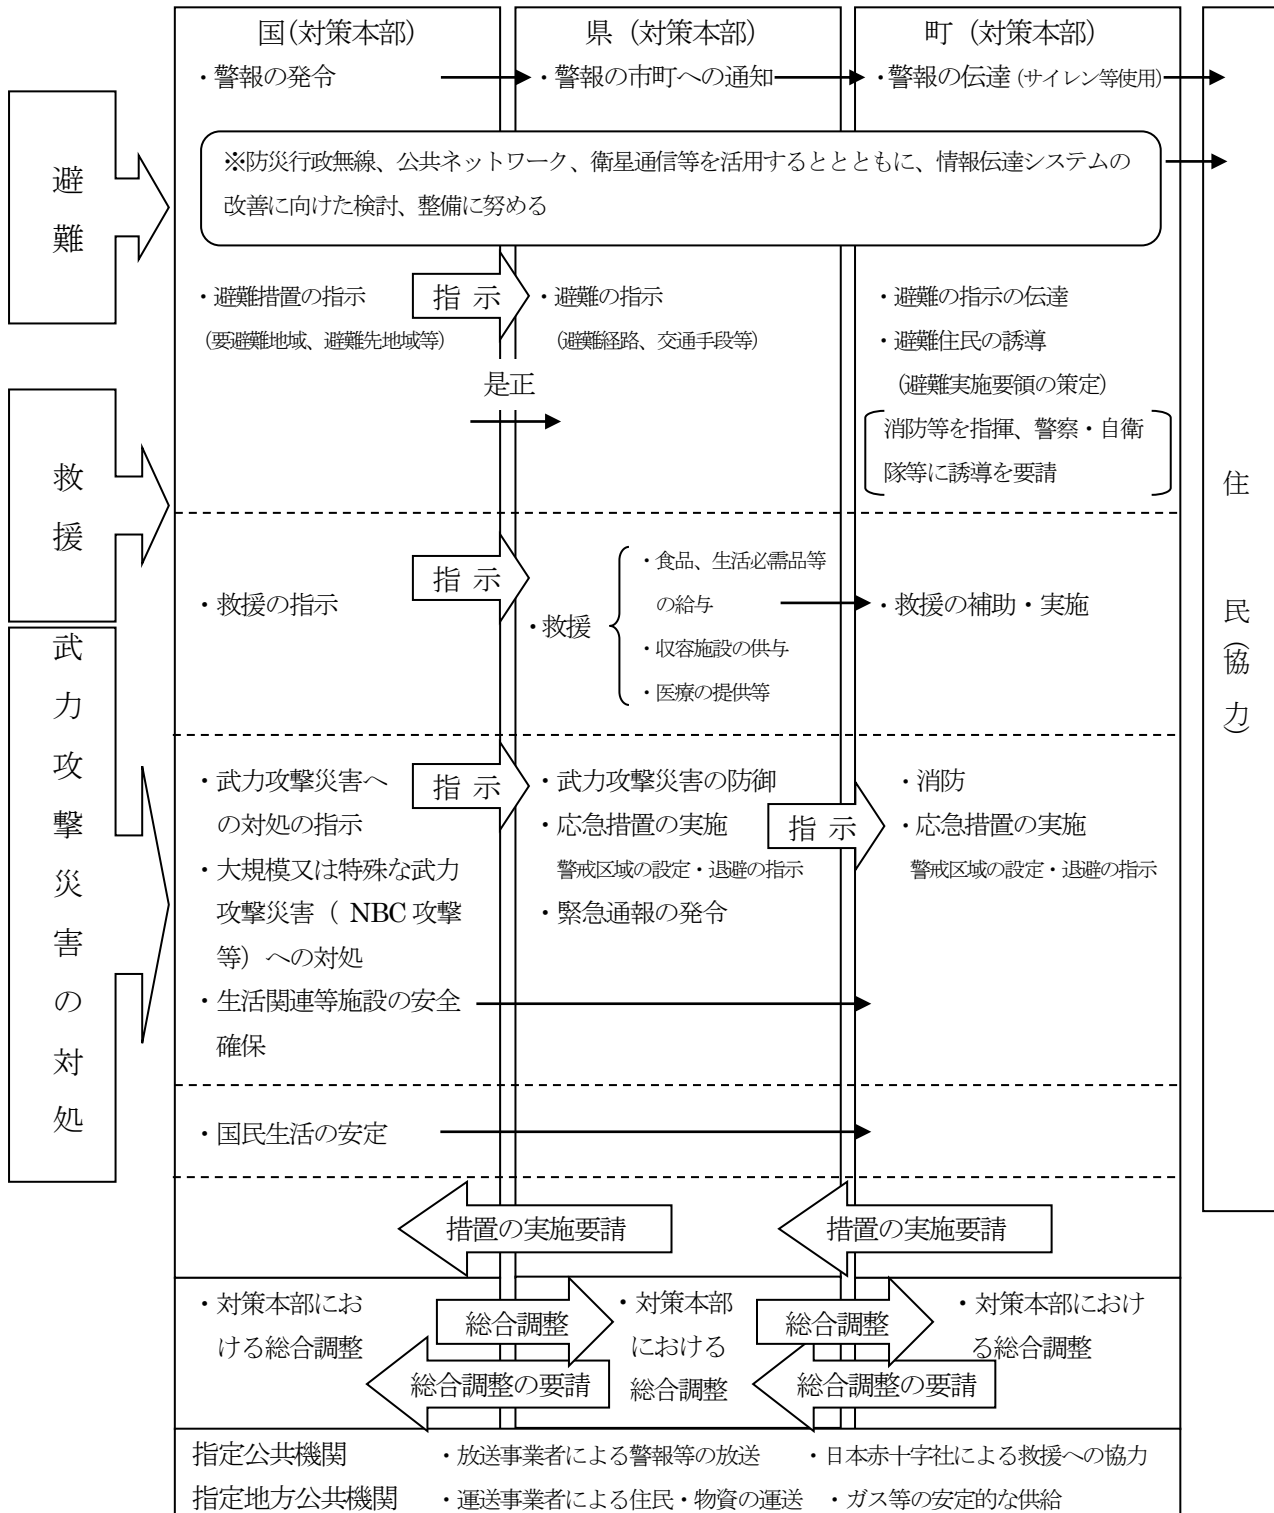 国(対策本部)
県（対策本部）
町（対策本部）
・警報の発令
・警報の市町への通知
・警報の伝達（サイレン等使用）
※防災行政無線、公共ネットワーク、衛星通信等を活用するととともに、情報伝達システムの
改善に向けた検討、整備に努める
避難
・避難措置の指示
（要避難地域、避難先地域等）
指 示
・避難の指示
（避難経路、交通手段等）
・避難の指示の伝達
・避難住民の誘導
（避難実施要領の策定）
消防等を指揮、警察・自衛
隊等に誘導を要請
是正
救援
・救援の指示
指 示
・救援
・食品、生活必需品等
の給与
・収容施設の供与
・医療の提供等
・救援の補助・実施
武力攻撃災害の対処
・武力攻撃災害へ
の対処の指示
・大規模又は特殊な武力
攻撃災害（ NBC 攻撃
等）への対処
・生活関連等施設の安全
確保
指 示
・武力攻撃災害の防御
・応急措置の実施
警戒区域の設定・退避の指示
・緊急通報の発令
指 示
・消防
・応急措置の実施
警戒区域の設定・退避の指示
・国民生活の安定
措置の実施要請
措置の実施要請
・対策本部にお
ける総合調整
総合調整
総合調整の要請
・対策本部
における
総合調整
総合調整
総合調整の要請
・対策本部におけ
る総合調整
指定公共機関
・放送事業者による警報等の放送
・日本赤十字社による救援への協力
指定地方公共機関
・運送事業者による住民・物資の運送
・ガス等の安定的な供給
住民（協力）